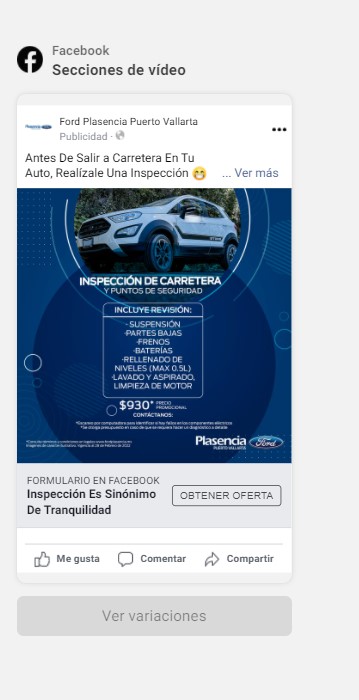 Facebook
Secciones de vídeo
Ford Plasencia Puerto Vallarta
Publicidad ·
Antes De Salir a Carretera En Tu
Auto, Realízale Una Inspección 😁 ... Ver más
INSPECCIÓN DE CARRETERA
Y PUNTOS DE SEGURIDAD
INCLUYE REVISIÓN:
·SUSPENSIÓN
·PARTES BAJAS
·FRENOS
·BATERÍAS
·RELLENADO DE
NIVELES (MAX 0.5L)
·LAVADO Y ASPIRADO,
LIMPIEZA DE MOTOR
$930* PRECIO
PROMOCIONAL
CONTÁCTANOS:
Plasencia Ford
PUERTO VALLARTA
FORMULARIO EN FACEBOOK
Inspección Es Sinónimo
De Tranquilidad
OBTENER OFERTA
Me gusta Comentar Compartir
Ver variaciones